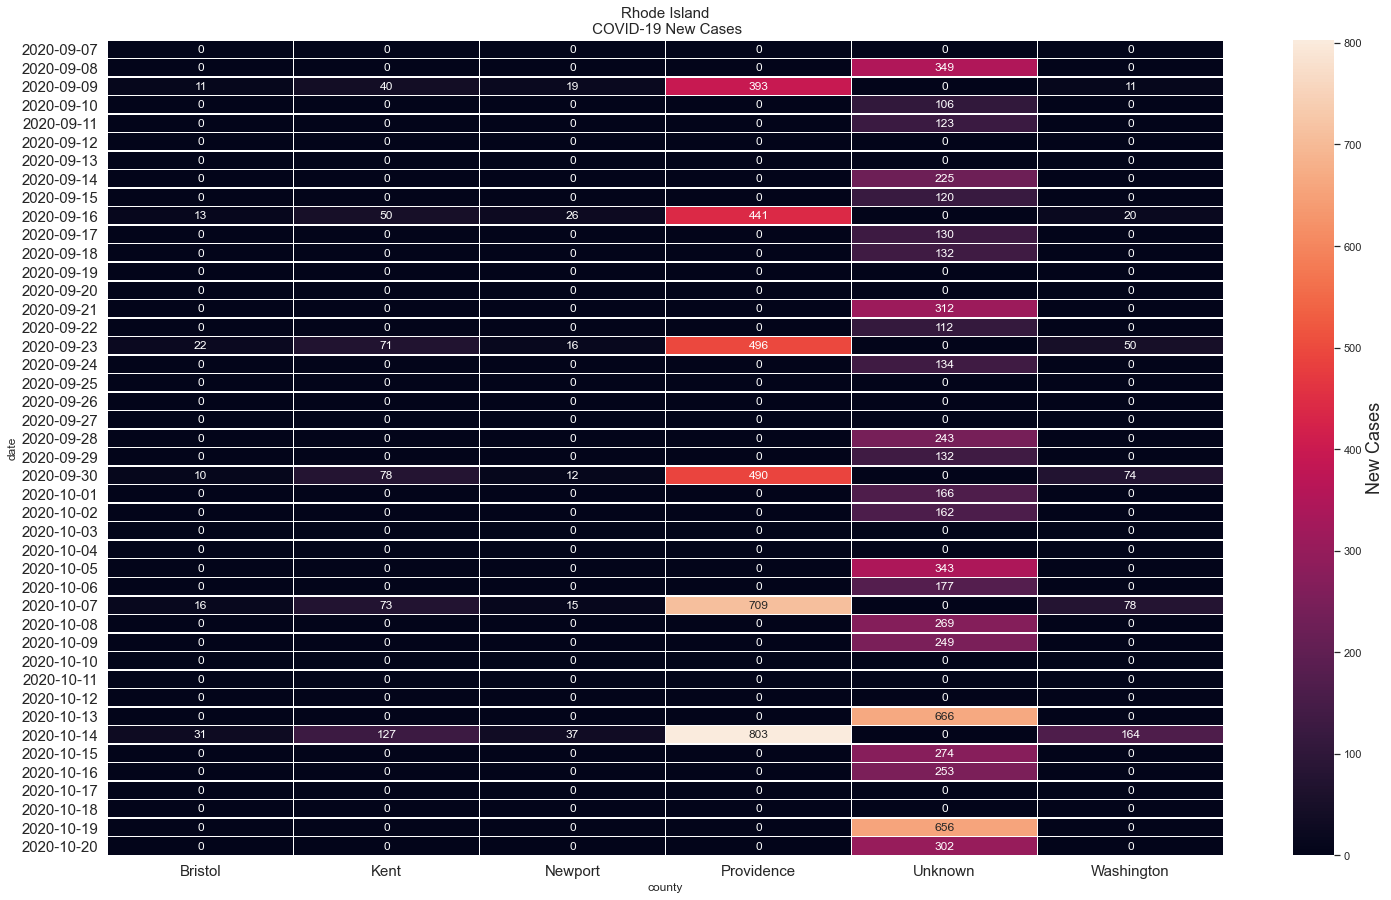 Rhode Island
COVID-19 New Cases
2020-09-07 0 0 0 0 0 0
2020-09-08 0 0 0 0 349 0
2020-09-09 11 40 19 393 0 11
2020-09-10 0 0 0 0 106 0
2020-09-11 0 0 0 0 123 0
2020-09-12 0 0 0 0 0 0
2020-09-13 0 0 0 0 0 0
2020-09-14 0 0 0 0 225 0
2020-09-15 0 0 0 0 120 0
2020-09-16 13 50 26 441 0 20
2020-09-17 0 0 0 0 130 0
2020-09-18 0 0 0 0 132 0
2020-09-19 0 0 0 0 0 0
2020-09-20 0 0 0 0 0 0
2020-09-21 0 0 0 0 312 0
2020-09-22 0 0 0 0 112 0
2020-09-23 22 71 16 496 0 50
2020-09-24 0 0 0 0 134 0
2020-09-25 0 0 0 0 0 0
2020-09-26 0 0 0 0 0 0
2020-09-27 0 0 0 0 0 0
2020-09-28 0 0 0 0 243 0
2020-09-29 0 0 0 0 132 0
2020-09-30 10 78 12 490 0 74
2020-10-01 0 0 0 0 166 0
2020-10-02 0 0 0 0 162 0
2020-10-03 0 0 0 0 0 0
2020-10-04 0 0 0 0 0 0
2020-10-05 0 0 0 0 343 0
2020-10-06 0 0 0 0 177 0
2020-10-07 16 73 15 709 0 78
2020-10-08 0 0 0 0 269 0
2020-10-09 0 0 0 0 249 0
2020-10-10 0 0 0 0 0 0
2020-10-11 0 0 0 0 0 0
2020-10-12 0 0 0 0 0 0
2020-10-13 0 0 0 0 666 0
2020-10-14 31 127 37 803 0 164
2020-10-15 0 0 0 0 274 0
2020-10-16 0 0 0 0 253 0
2020-10-17 0 0 0 0 0 0
2020-10-18 0 0 0 0 0 0
2020-10-19 0 0 0 0 656 0
2020-10-20 0 0 0 0 302 0
Bristol Kent Newport Providence Unknown Washington
county
date
800
700
600
500
400
300
200
100
0
New Cases